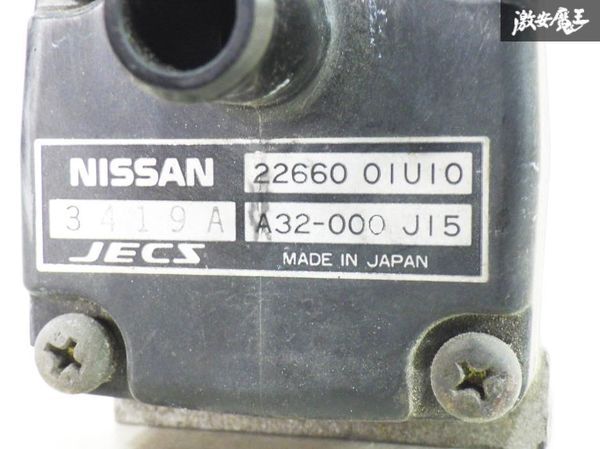 激安魔王
NISSAN 22660 01U10
3419A A32-000 J15
JECS MADE IN JAPAN